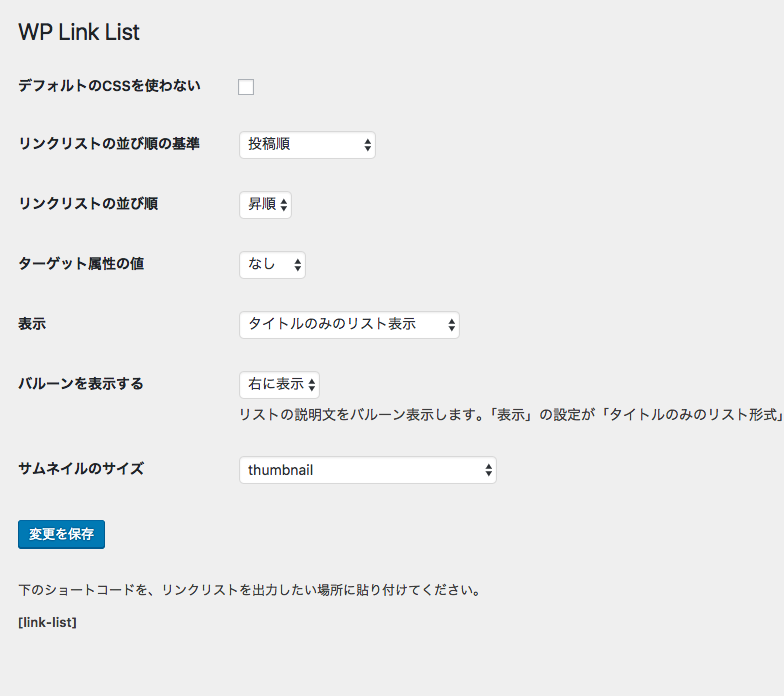 WP Link List
デフォルトのCSSを使わない
リンクリストの並び順の基準 投稿順
リンクリストの並び順 昇順
ターゲット属性の値 なし
表示 タイトルのみのリスト表示
バルーンを表示する 右に表示
リストの説明文をバルーン表示します。「表示」の設定が「タイトルのみのリスト形式」
サムネイルのサイズ thumbnail
変更を保存
下のショートコードを、リンクリストを出力したい場所に貼り付けてください。
[link-list]